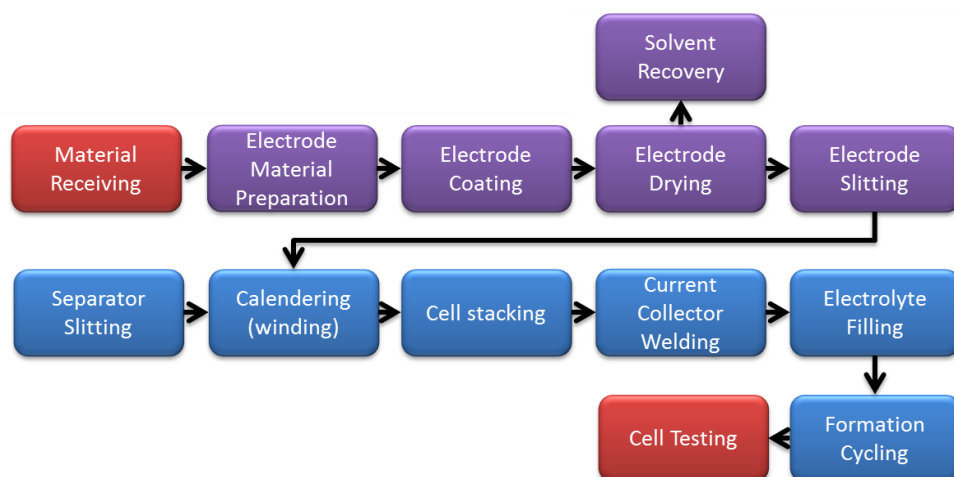 Solvent
Recovery
Material
Receiving
Electrode
Material
Preparation
Electrode
Coating
Electrode
Drying
Electrode
Slitting
Separator
Slitting
Calendering
(winding)
Cell stacking
Current
Collector
Welding
Electrolyte
Filling
Cell Testing
Formation
Cycling